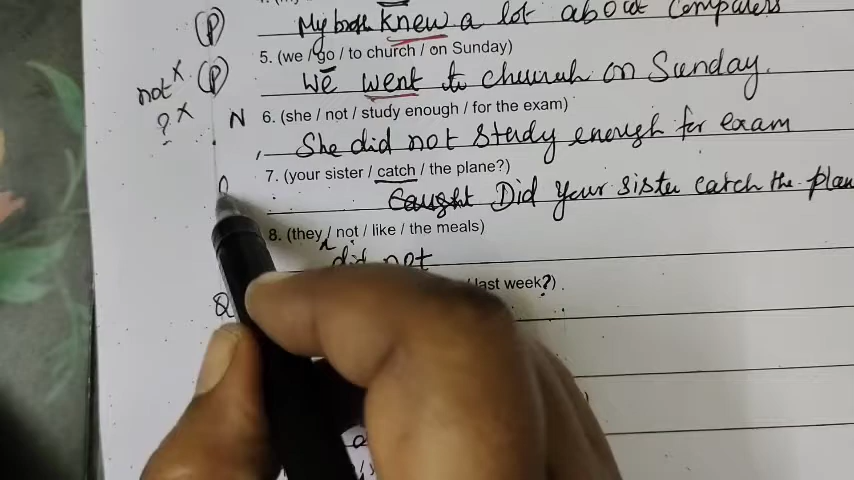 (P) My broth knew a lot about Computers
5. (we / go / to church / on Sunday)
not x (P) We went to chururh on Sunday.
? x
N 6. (she / not / study enough / for the exam)
She did not Study enough for exam
7. (your sister / catch / the plane?)
Caught Did your sister catch the plan
8. (they / not / like / the meals)
did not
Q last week?)